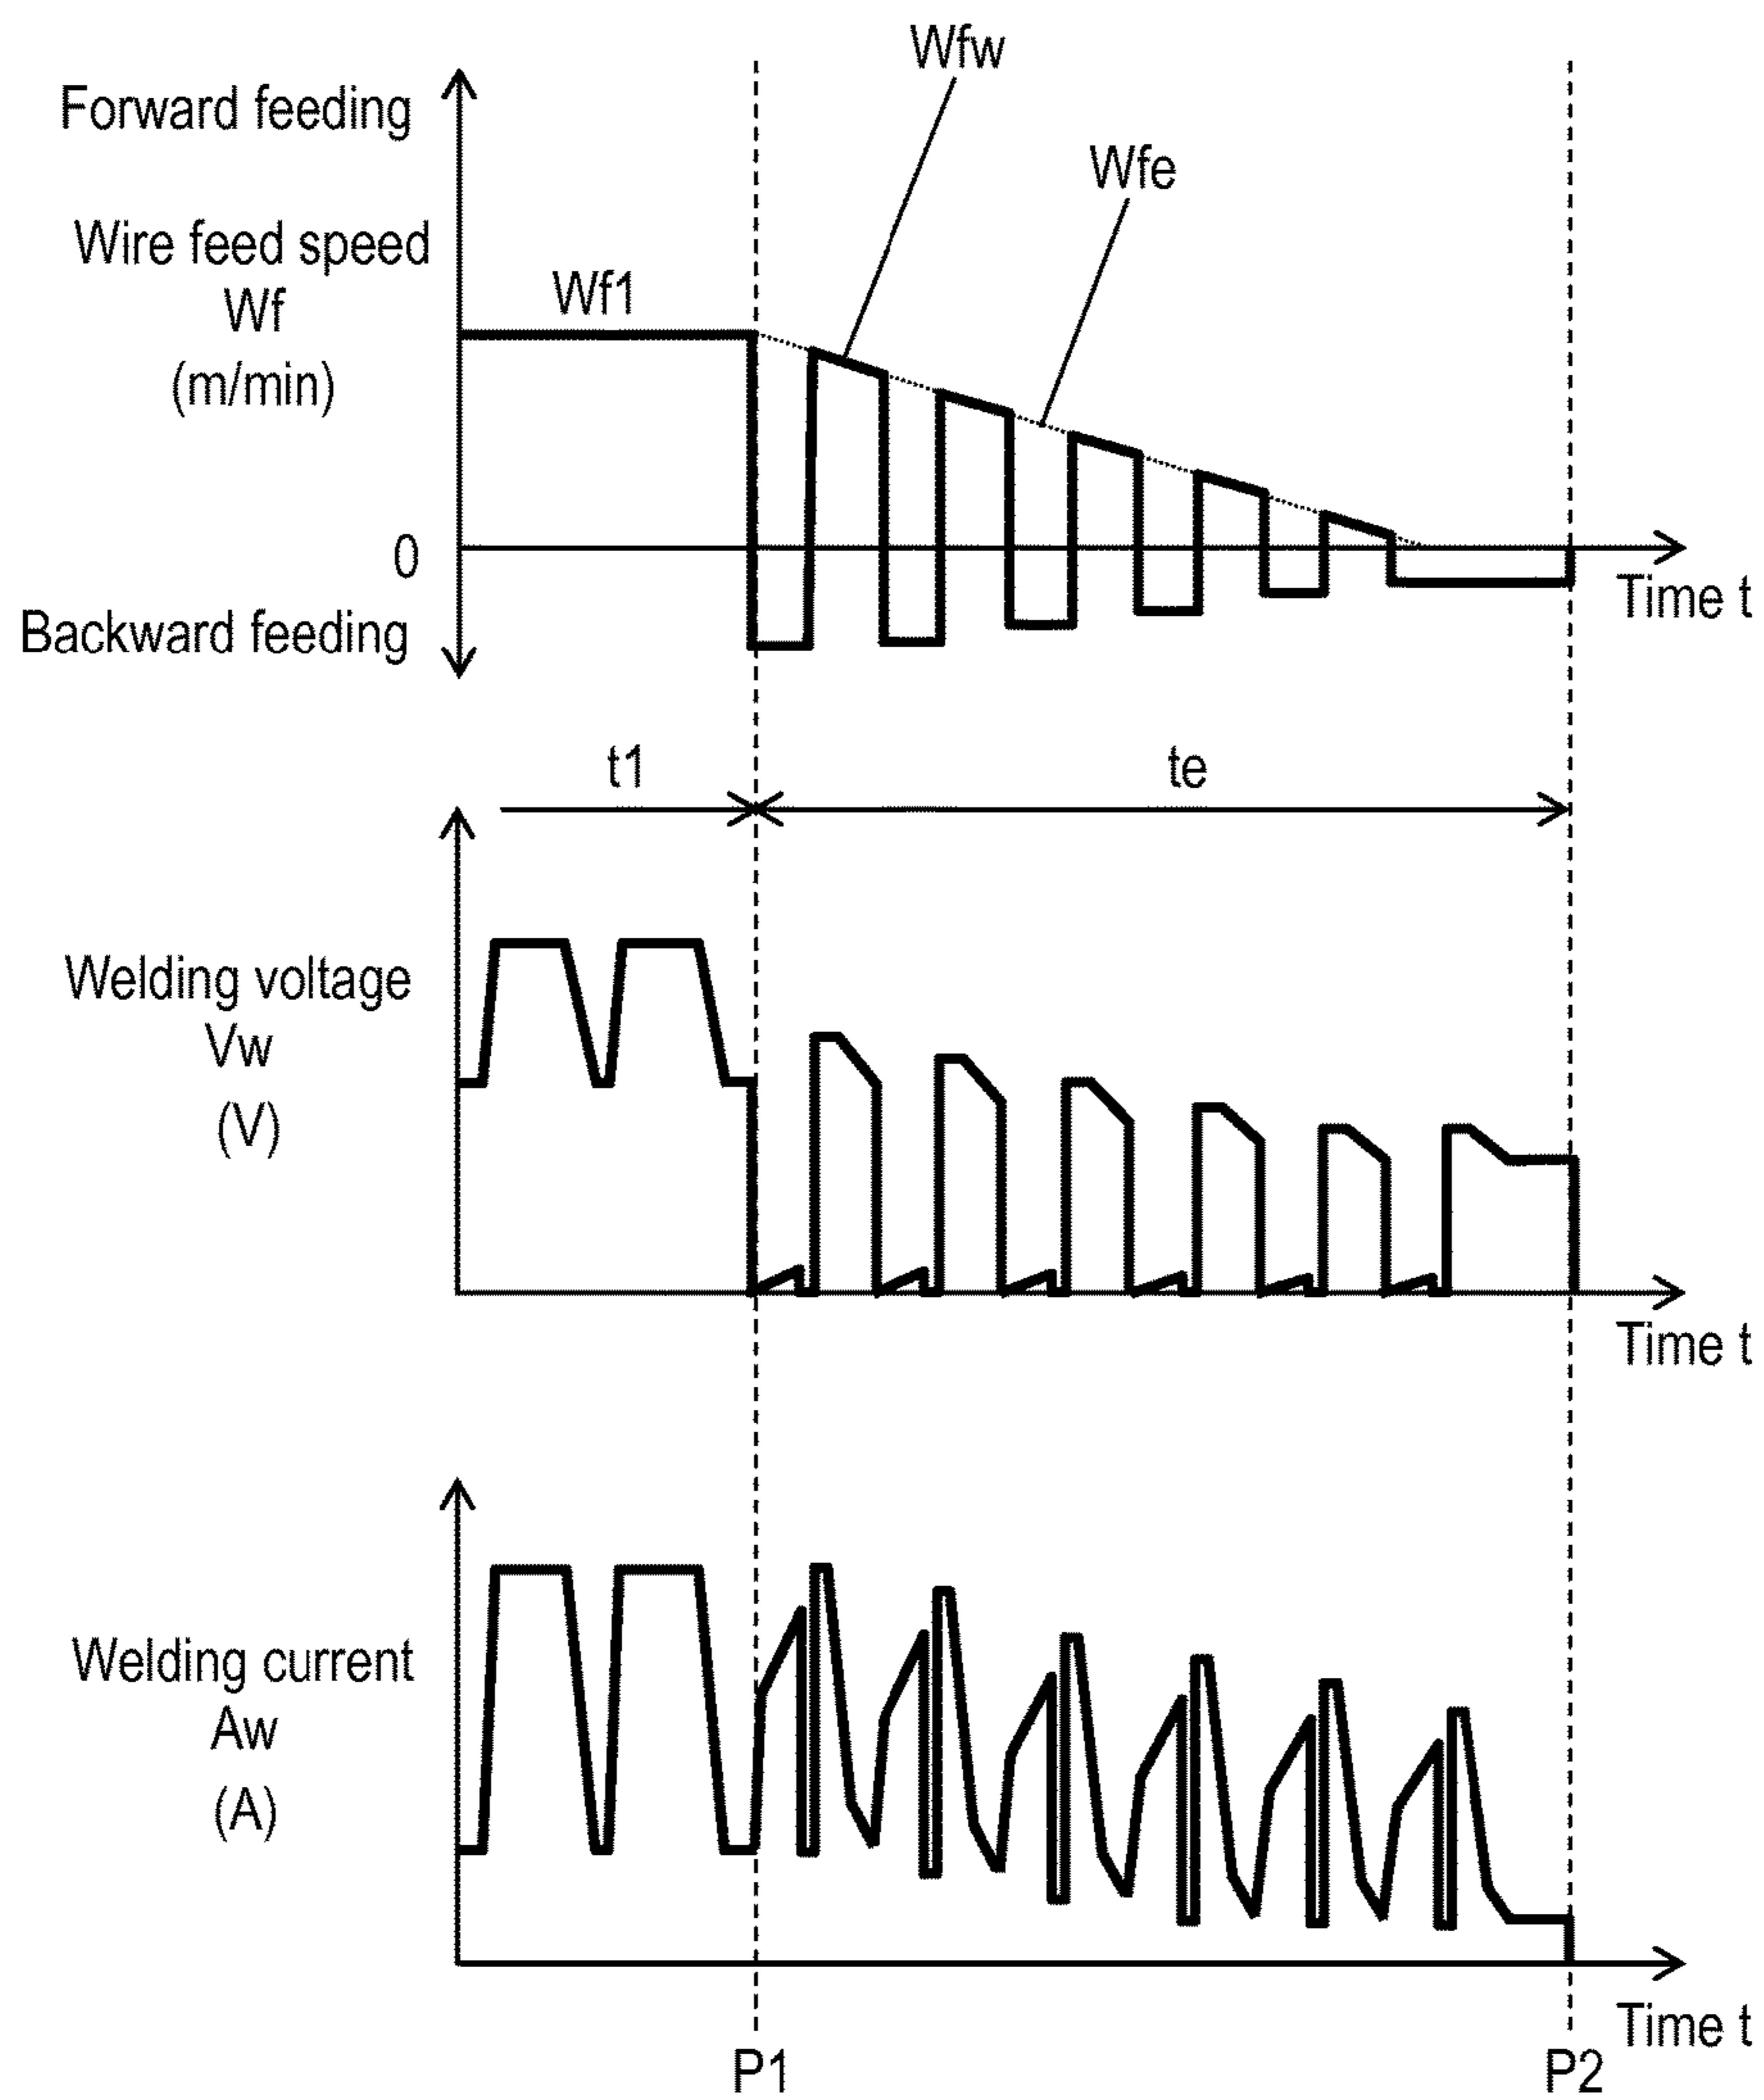 Wfw
Forward feeding
Wfe
Wire feed speed
Wf
(m/min)
Wf1
0
Time t
Backward feeding
t1
te
Welding voltage
Vw
(V)
Time t
Welding current
Aw
(A)
Time t
P1
P2